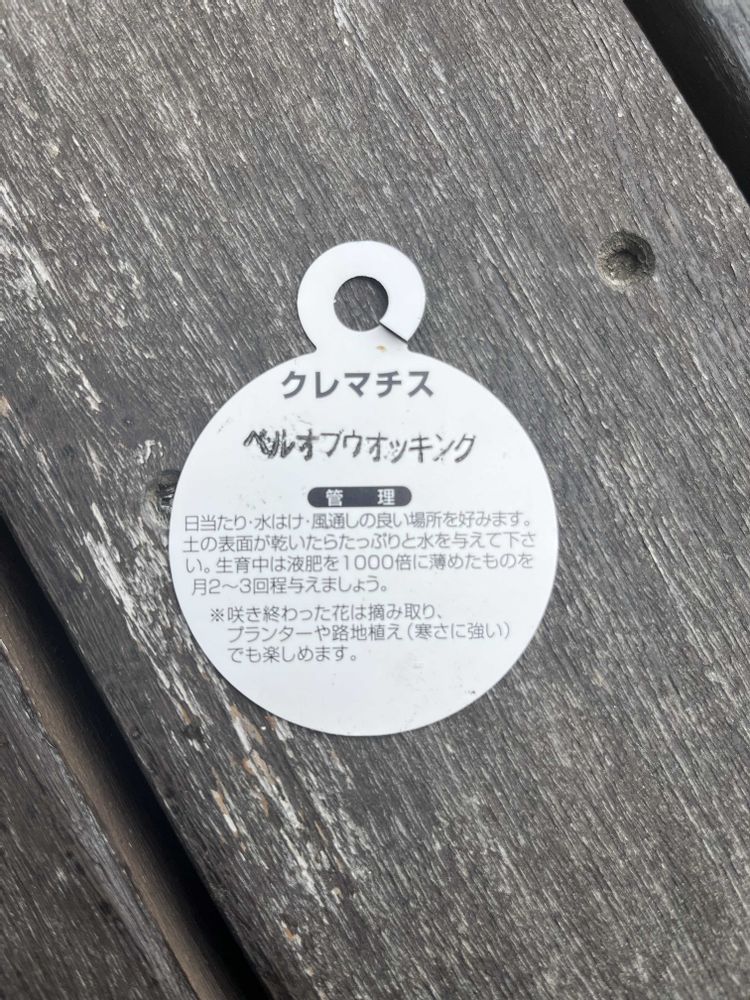 クレマチス
ベルオブウオッキング
管 理
日当たり・水はけ・風通しの良い場所を好みます。
土の表面が乾いたらたっぷりと水を与えて下さ
い。生育中は液肥を1000倍に薄めたものを
月2〜3回程与えましょう。
※咲き終わった花は摘み取り、
プランターや路地植え(寒さに強い)
でも楽しめます。